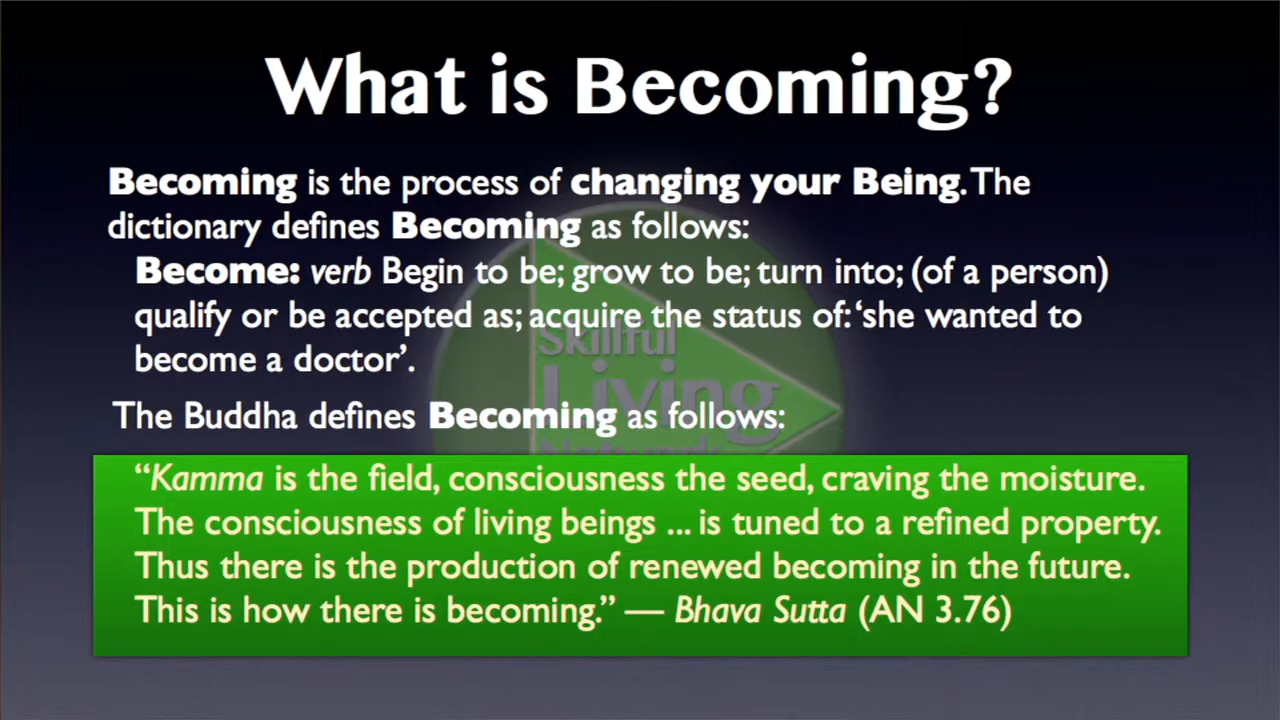 What is Becoming?
Becoming is the process of changing your Being. The
dictionary defines Becoming as follows:
Become: verb Begin to be; grow to be; turn into; (of a person)
qualify or be accepted as; acquire the status of: ‘she wanted to
become a doctor’.
The Buddha defines Becoming as follows:
“Kamma is the field, consciousness the seed, craving the moisture.
The consciousness of living beings ... is tuned to a refined property.
Thus there is the production of renewed becoming in the future.
This is how there is becoming.” — Bhava Sutta (AN 3.76)
Skillful
Living
Network